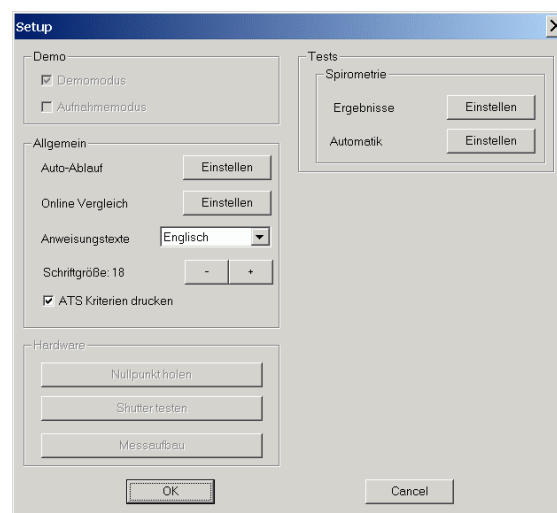 Setup
Demo
Demomodus
Aufnahmemodus
Allgemein
Auto-Ablauf Einstellen
Online Vergleich Einstellen
Anweisungstexte Englisch
Schriftgröße: 18 - +
ATS Kriterien drucken
Hardware
Nullpunkt holen
Shutter testen
Messaufbau
Tests
Spirometrie
Ergebnisse Einstellen
Automatik Einstellen
OK Cancel